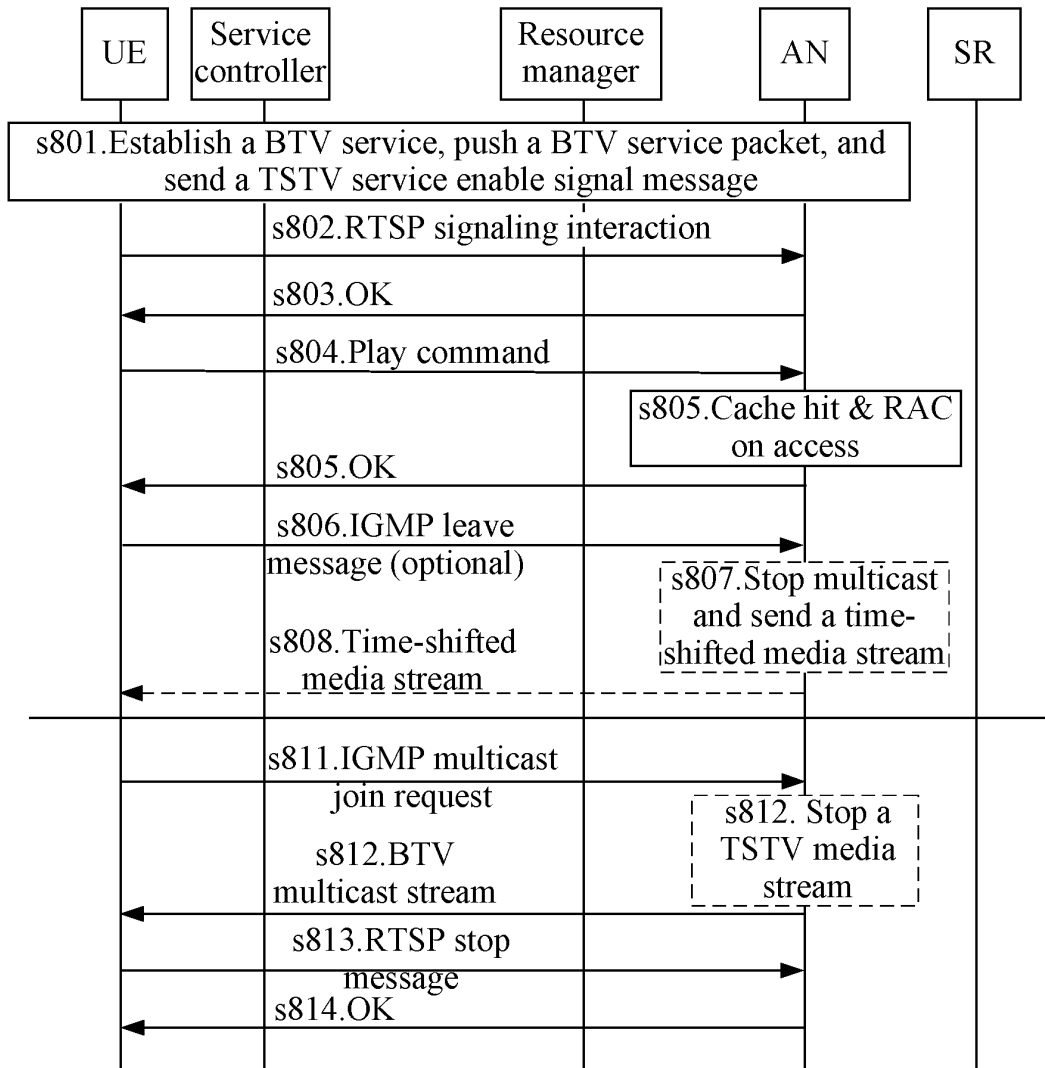 UE
Service
controller
Resource
manager
AN
SR
s801.Establish a BTV service, push a BTV service packet, and
send a TSTV service enable signal message
s802.RTSP signaling interaction
s803.OK
s804.Play command
s805.Cache hit & RAC
on access
s805.OK
s806.IGMP leave
message (optional)
s807.Stop multicast
and send a time-
shifted media stream
s808.Time-shifted
media stream
s811.IGMP multicast
join request
s812. Stop a
TSTV media
stream
s812.BTV
multicast stream
s813.RTSP stop
message
s814.OK